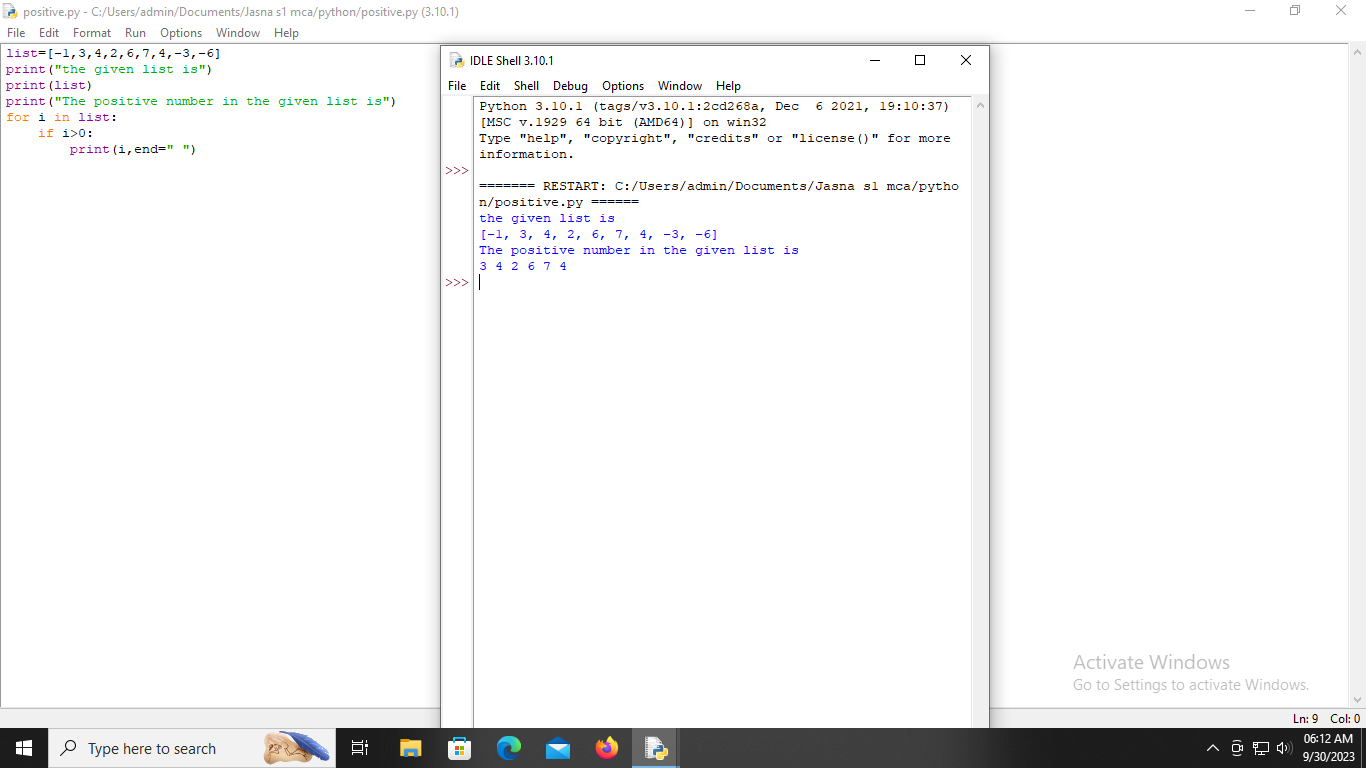 positive.py - C:/Users/admin/Documents/Jasna s1 mca/python/positive.py (3.10.1)
File Edit Format Run Options Window Help
list=[-1,3,4,2,6,7,4,-3,-6]
print("the given list is")
print(list)
print("The positive number in the given list is")
for i in list:
    if i>0:
        print(i,end=" ")
IDLE Shell 3.10.1
File Edit Shell Debug Options Window Help
Python 3.10.1 (tags/v3.10.1:2cd268a, Dec  6 2021, 19:10:37)
[MSC v.1929 64 bit (AMD64)] on win32
Type "help", "copyright", "credits" or "license()" for more
information.
>>>
======= RESTART: C:/Users/admin/Documents/Jasna s1 mca/pytho
n/positive.py ======
the given list is
[-1, 3, 4, 2, 6, 7, 4, -3, -6]
The positive number in the given list is
3 4 2 6 7 4
>>>
Activate Windows
Go to Settings to activate Windows.
Ln: 9 Col: 0
Type here to search
06:12 AM
9/30/2023